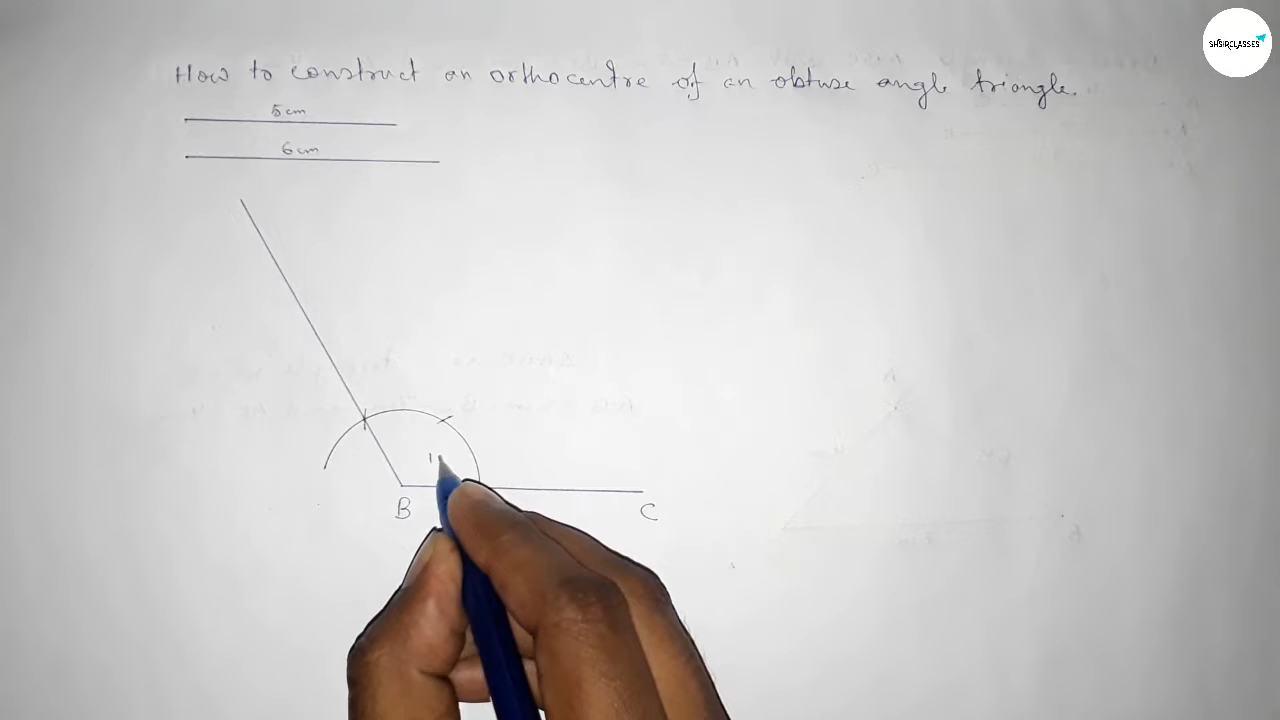 How to construct an orthocentre of an obtuse angle triangle.
SHSIRCLASSES
5cm
6cm
B
C